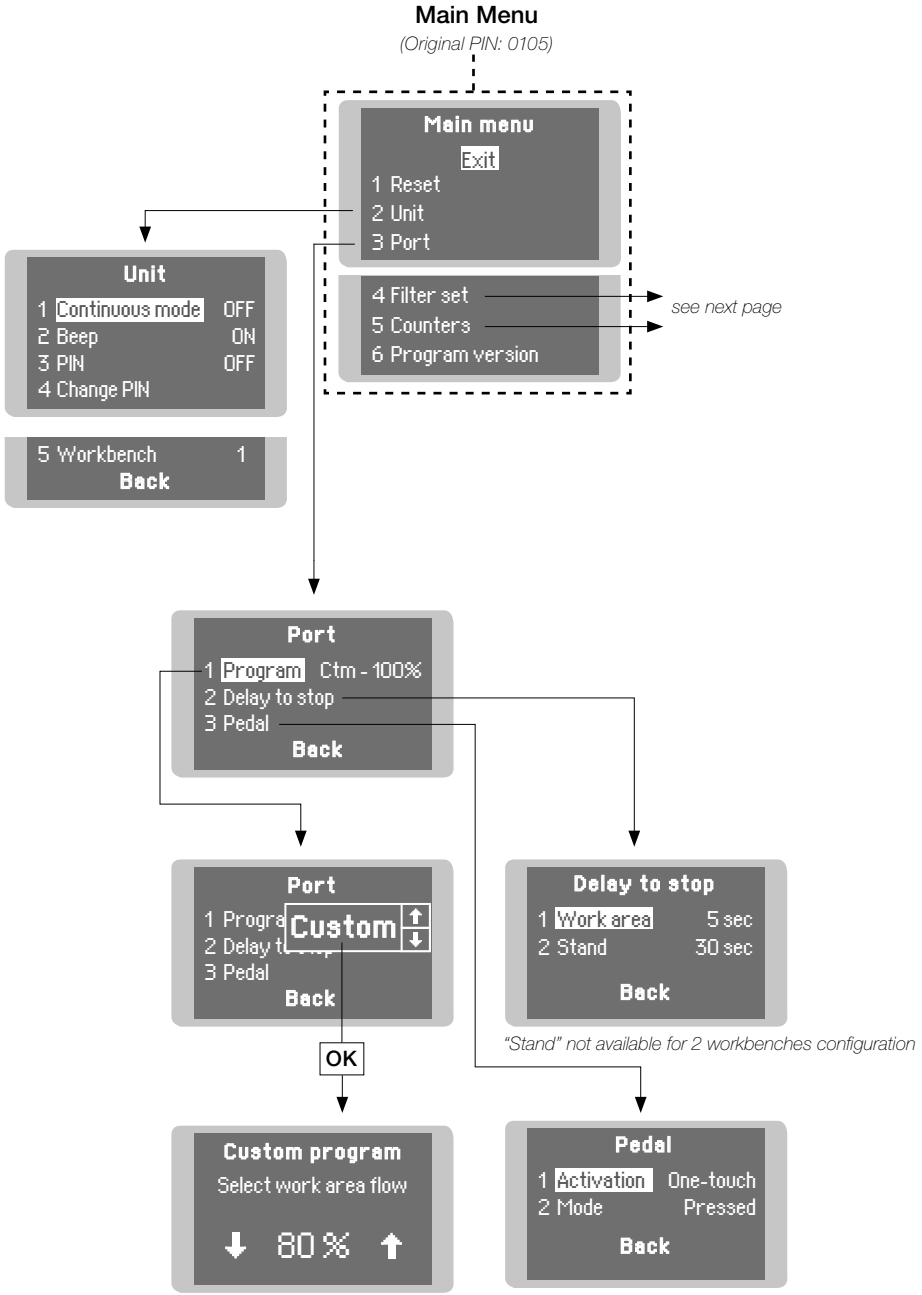 Main Menu
(Original PIN: 0105)
Main menu
Exit
1 Reset
2 Unit
3 Port
4 Filter set
5 Counters
6 Program version
see next page
Unit
1 Continuous mode OFF
2 Beep ON
3 PIN OFF
4 Change PIN
5 Workbench 1
Back
Port
1 Program Ctm - 100%
2 Delay to stop
3 Pedal
Back
Port
1 Progra
Custom
2 Delay to stop
3 Pedal
Back
OK
Delay to stop
1 Work area 5 sec
2 Stand 30 sec
Back
“Stand” not available for 2 workbenches configuration
Custom program
Select work area flow
80 %
Pedal
1 Activation One-touch
2 Mode Pressed
Back